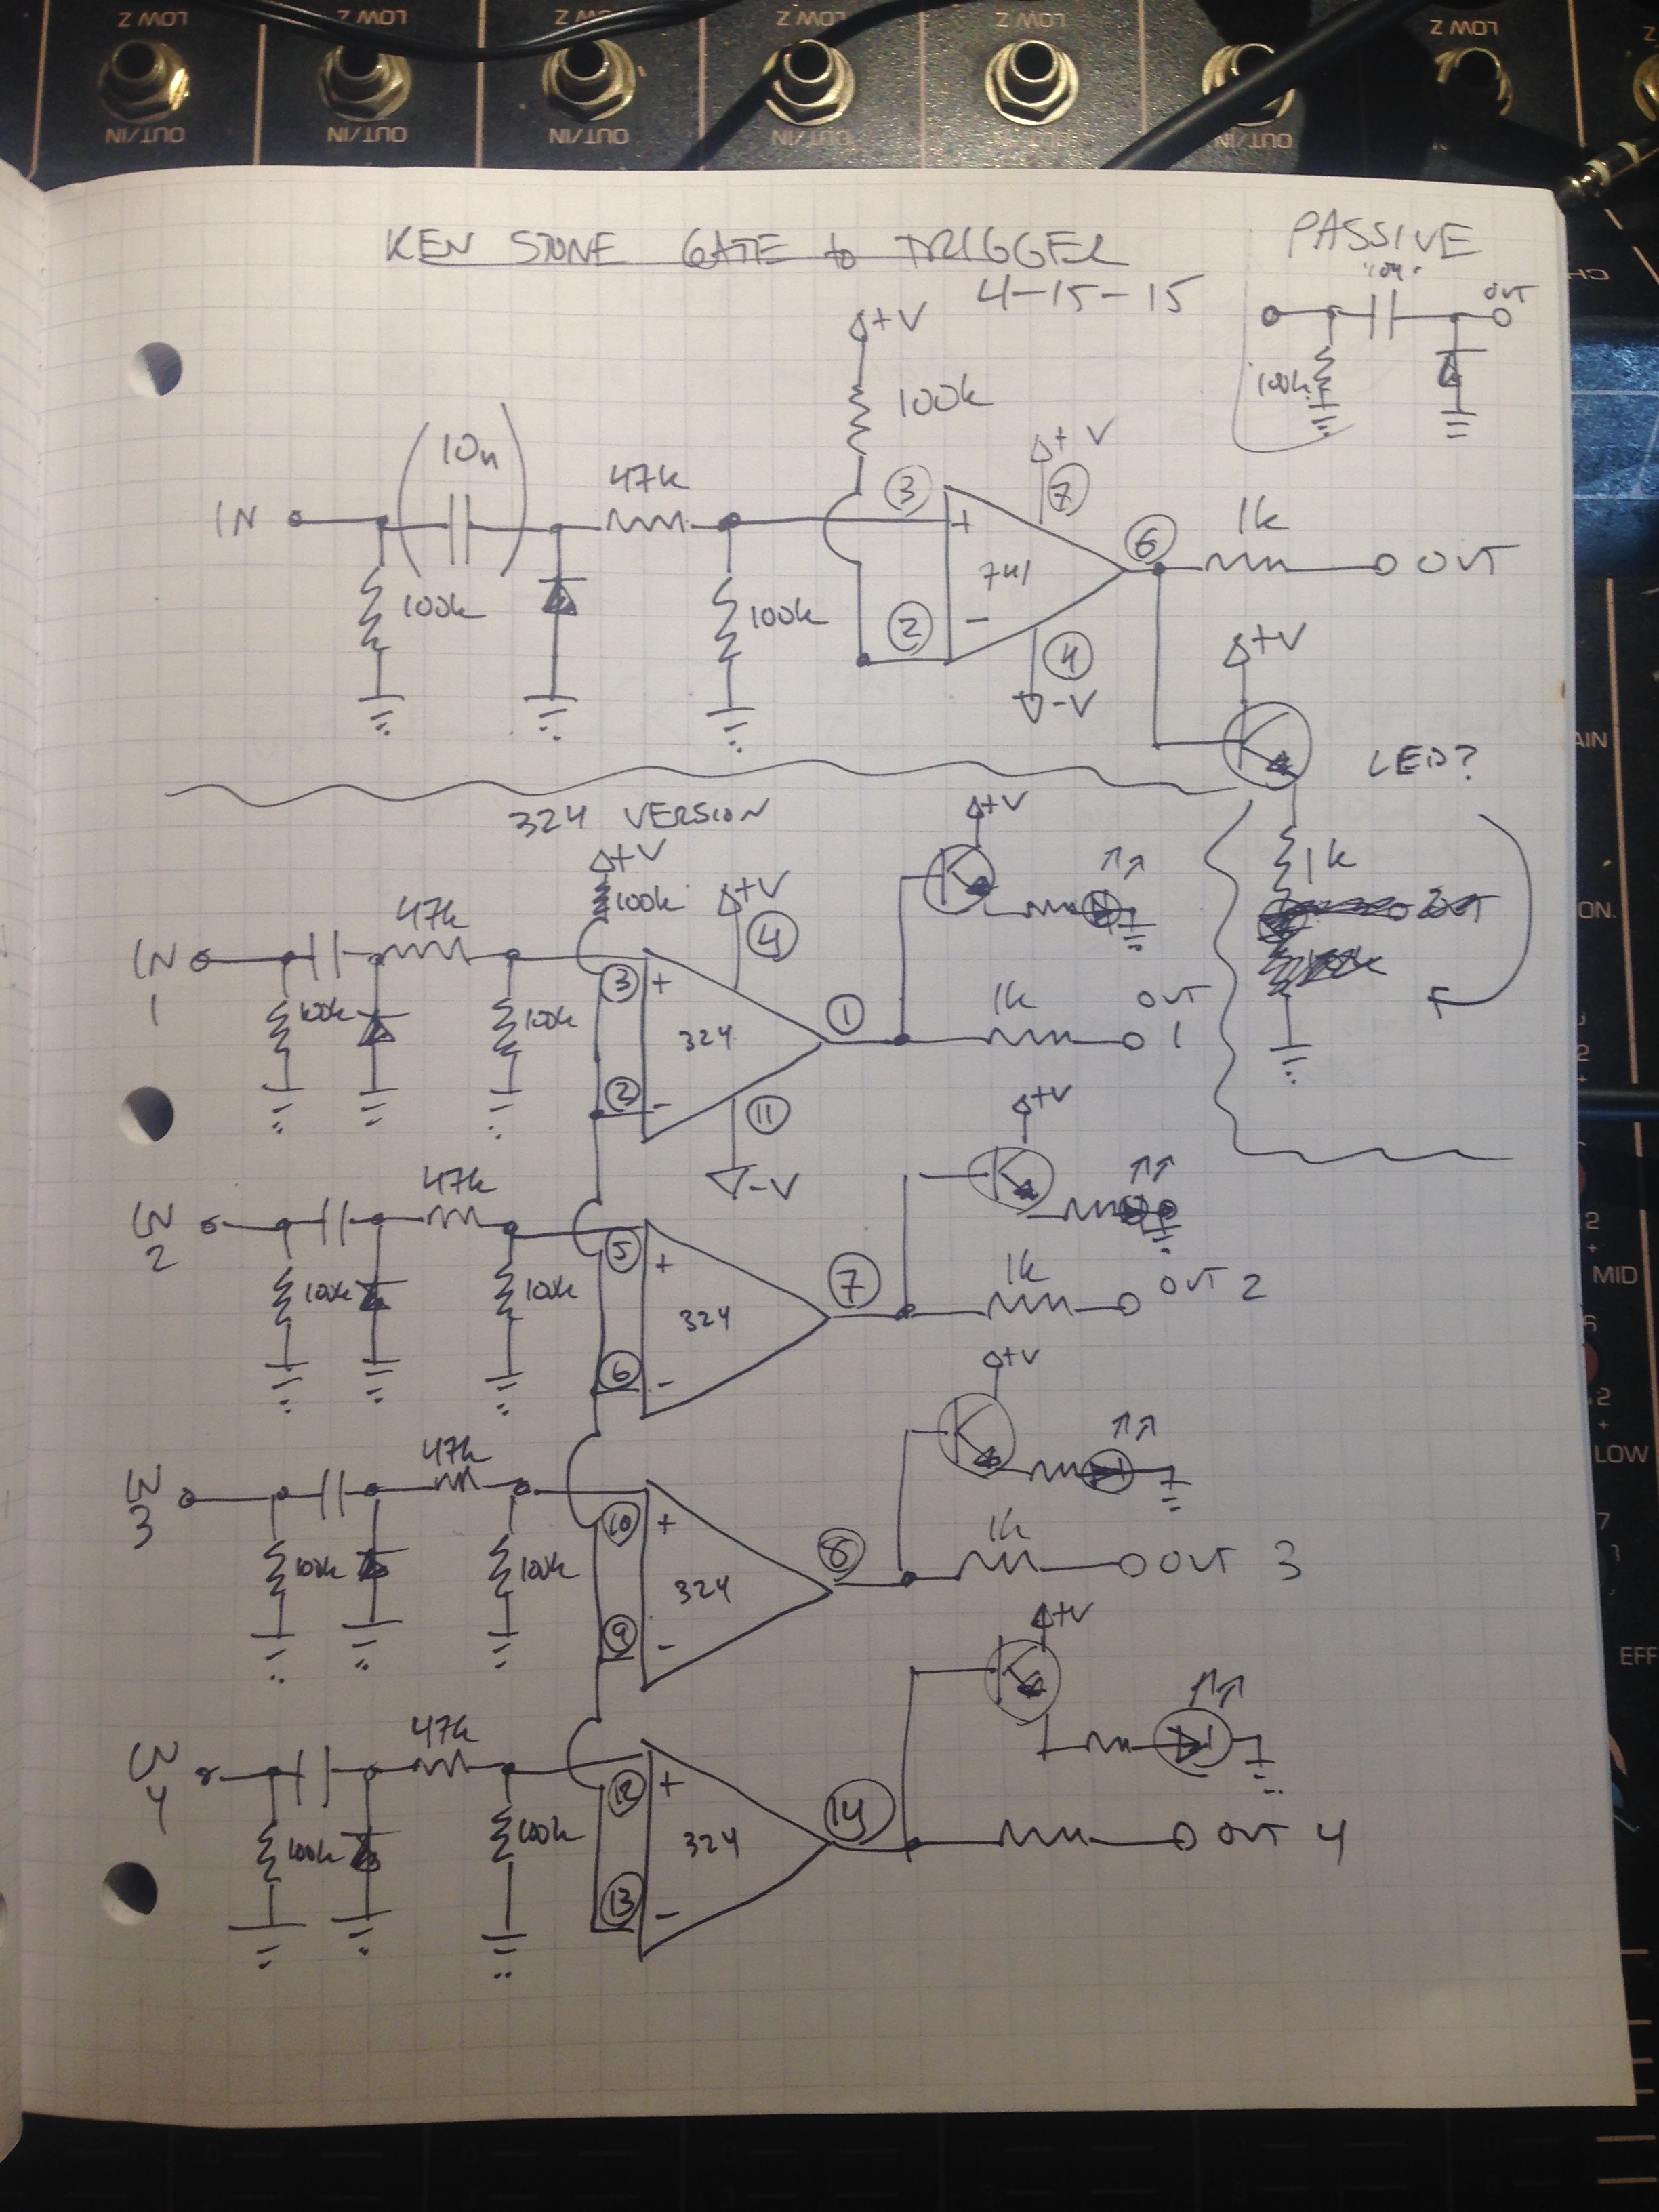 LOW Z LOW Z LOW Z LOW Z LOW Z LOW Z LOW Z
OUT/IN OUT/IN OUT/IN OUT/IN OUT/IN OUT/IN
KEN STONE GATE to TRIGGER
4-15-15
PASSIVE
OUT
100k
+V
100k
(10n)
47k
IN
100k
100k
3
+
741
2
-
+V
7
4
-V
6
1k
OUT
+V
LED?
1k
324 VERSION
+V
100k
+V
4
+V
47k
IN
1
100k
100k
3
+
324
2
-
11
-V
1
1k
OUT
1
+V
47k
IN
2
100k
100k
5
+
324
6
-
7
1k
OUT 2
+V
47k
IN
3
100k
100k
10
+
324
9
-
8
1k
OUT 3
+V
47k
IN
4
100k
100k
12
+
324
13
-
14
OUT 4
AIN
ON.
MID
LOW
EFF